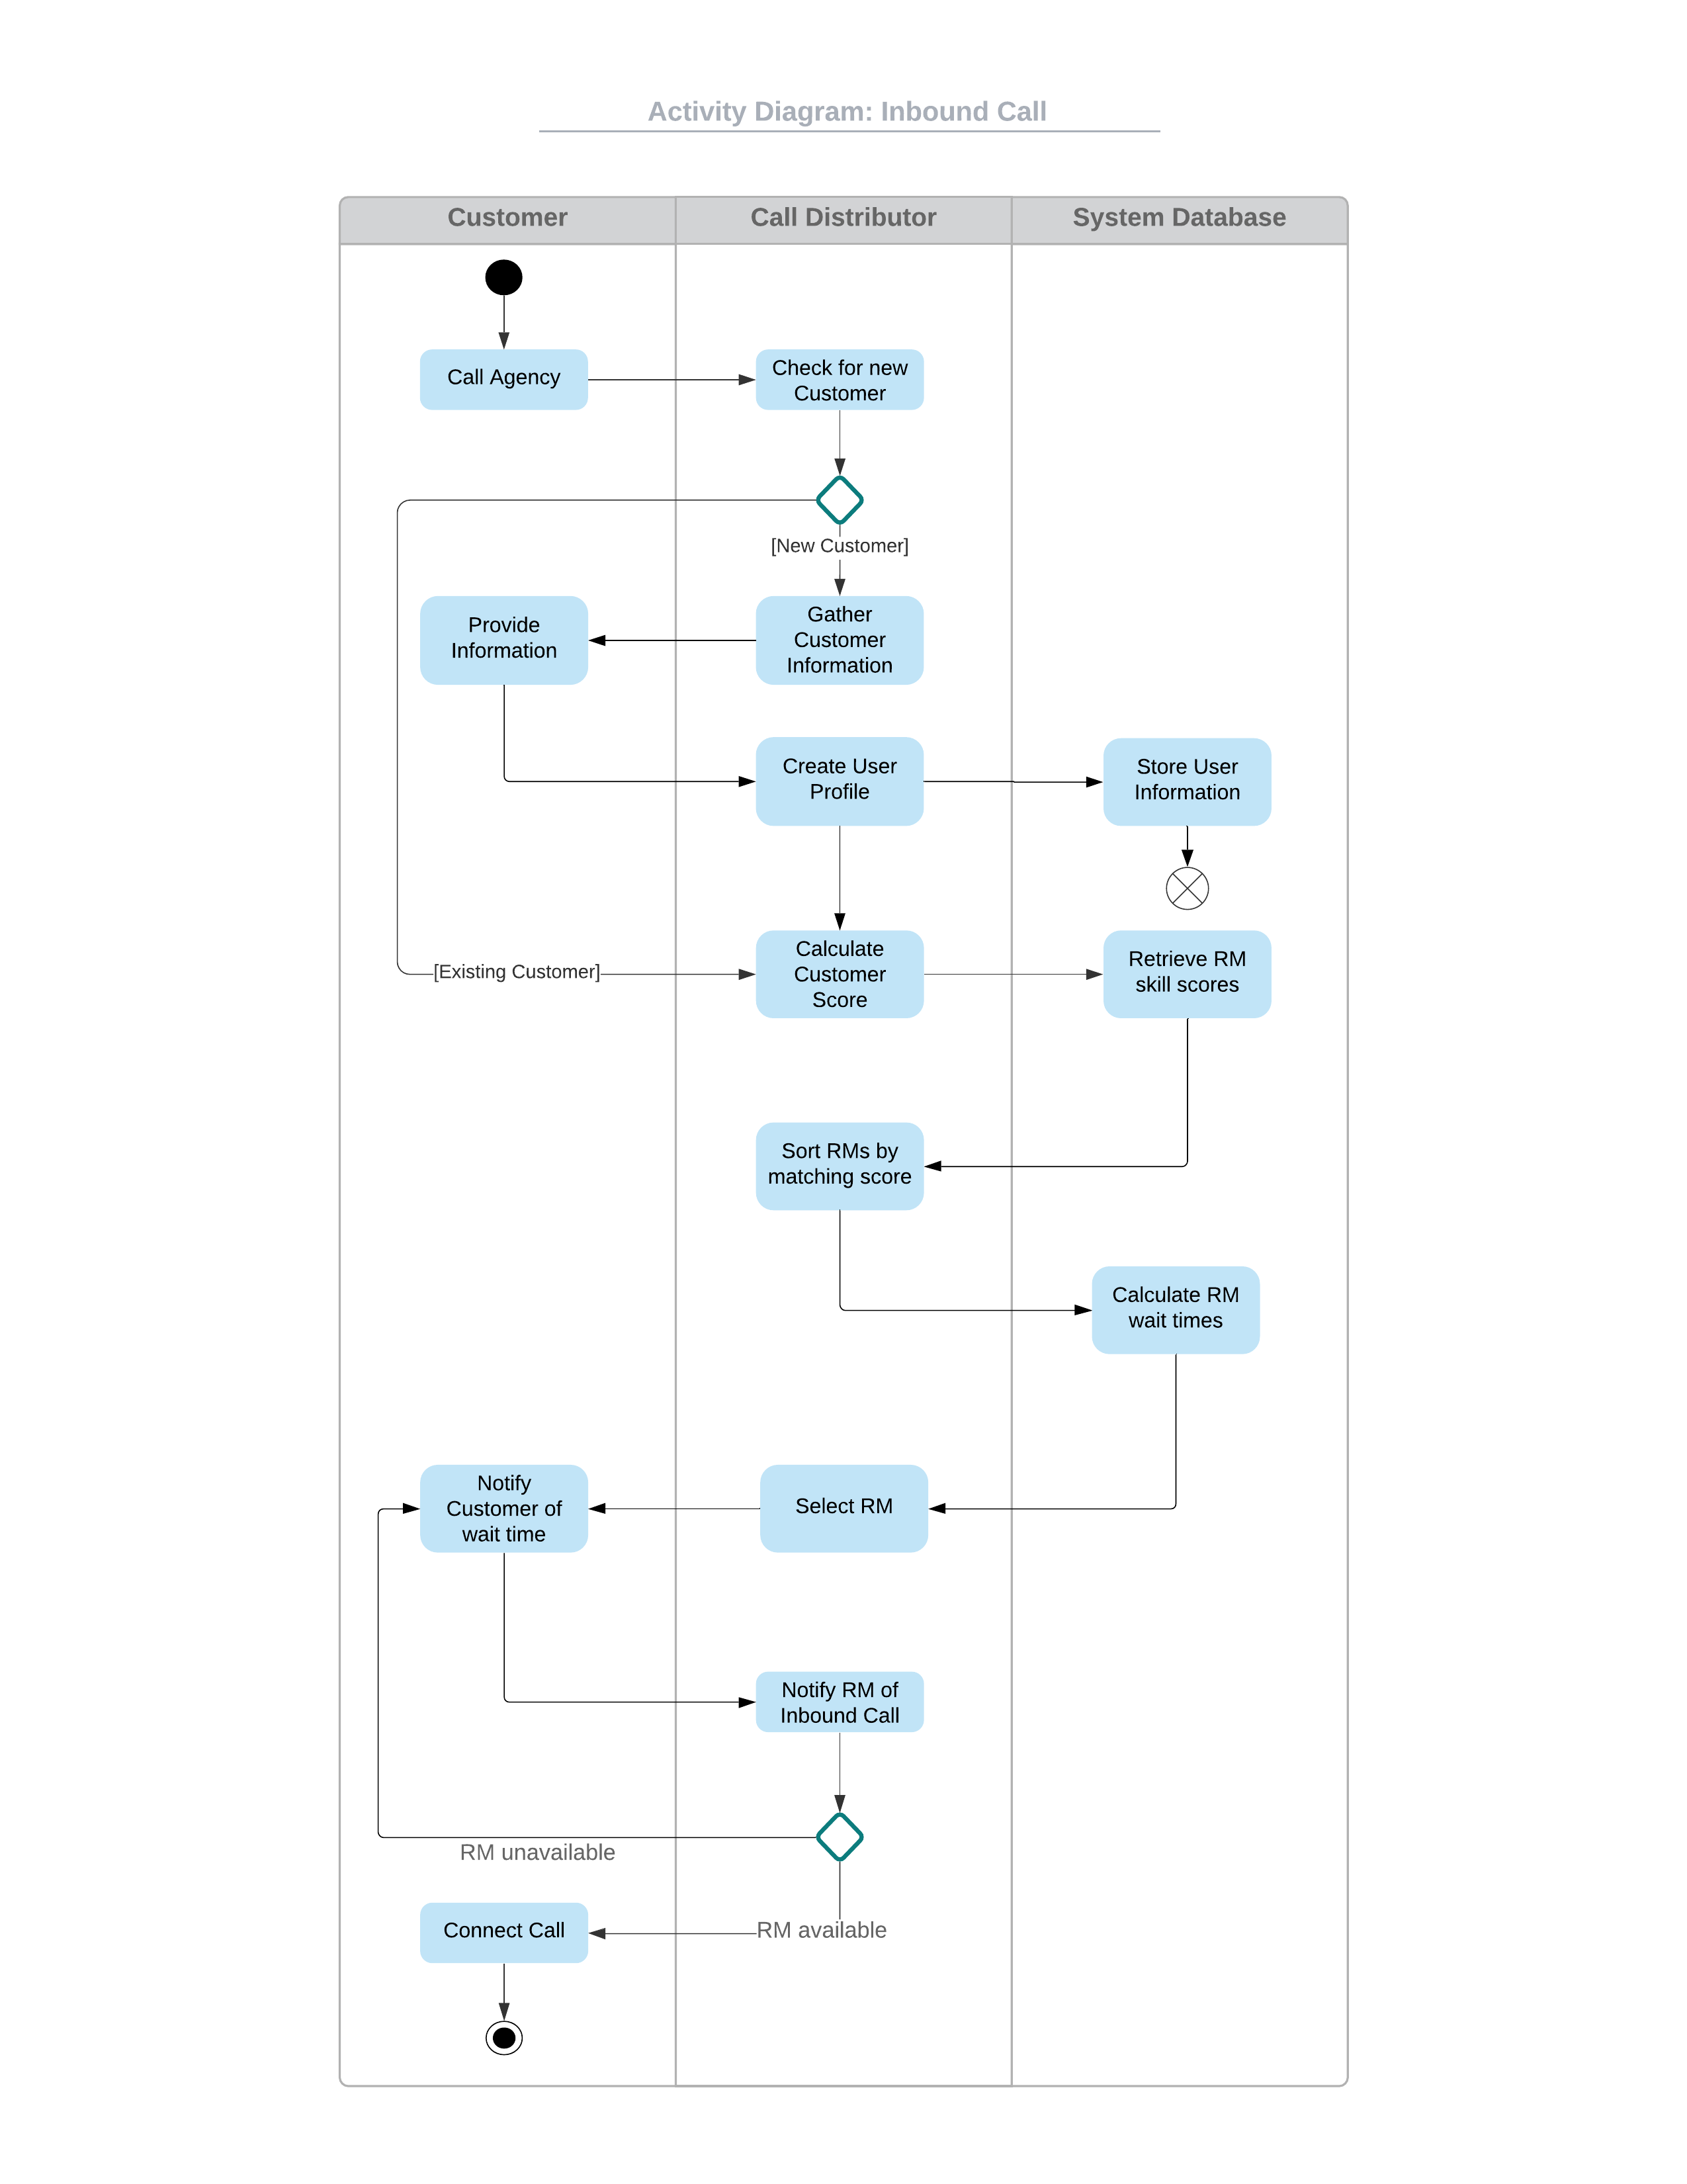 Activity Diagram: Inbound Call
Customer
Call Distributor
System Database
Call Agency
Check for new
Customer
[New Customer]
Provide
Information
Gather
Customer
Information
Create User
Profile
Store User
Information
[Existing Customer]
Calculate
Customer
Score
Retrieve RM
skill scores
Sort RMs by
matching score
Calculate RM
wait times
Notify
Customer of
wait time
Select RM
Notify RM of
Inbound Call
RM unavailable
Connect Call
RM available